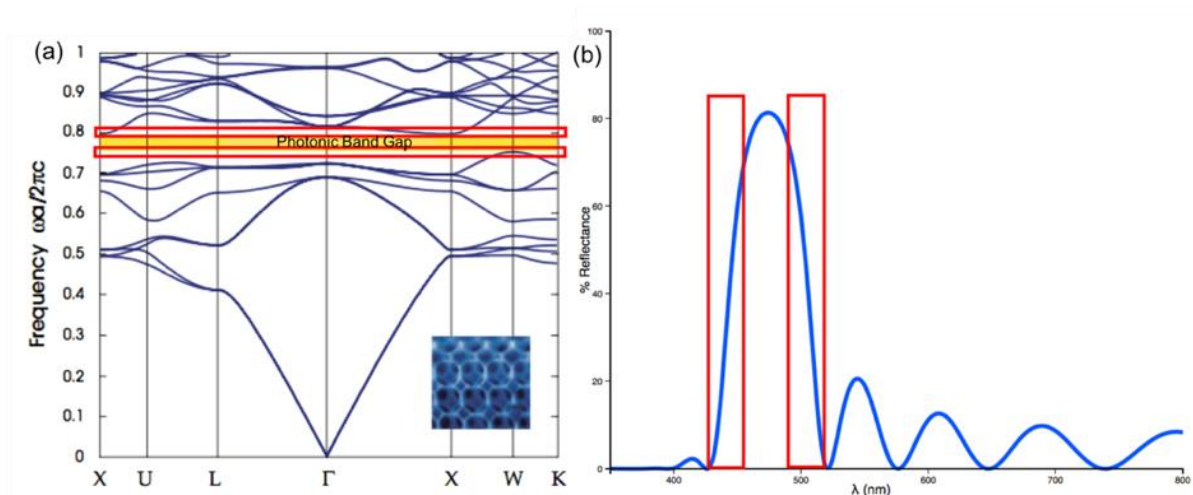 (a)
Frequency ωa/2πc
1
0.9
0.8
0.7
0.6
0.5
0.4
0.3
0.2
0.1
0
Photonic Band Gap
X U L Γ X W K
(b)
% Reflectance
100
80
60
40
20
0
400 500 600 700 800
λ (nm)